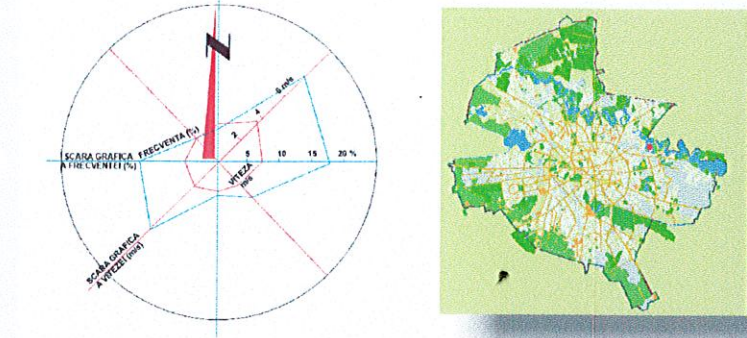 N
6 m/s
4
2
FRECVENTA (%)
SCARA GRAFICA
A FRECVENTEI (%)
5 10 15 20 %
VITEZA
m/s
SCARA GRAFICA
A VITEZEI (m/s)